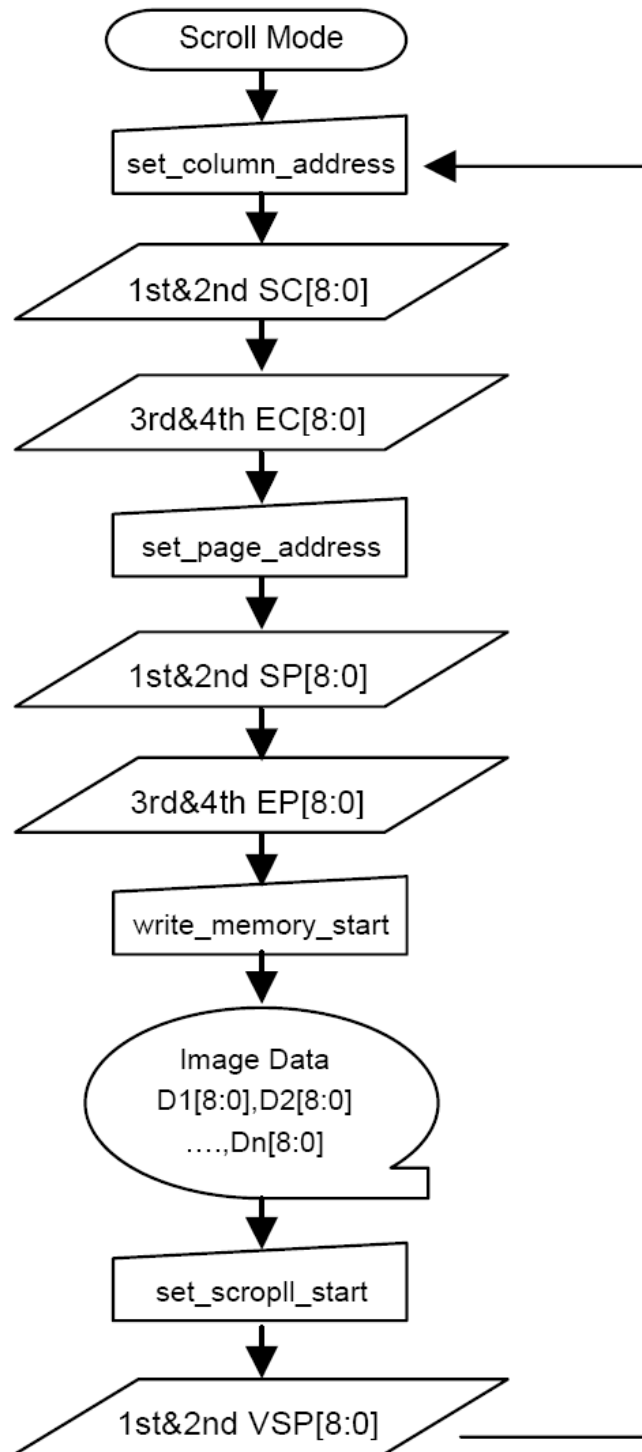 Scroll Mode
set_column_address
1st&2nd SC[8:0]
3rd&4th EC[8:0]
set_page_address
1st&2nd SP[8:0]
3rd&4th EP[8:0]
write_memory_start
Image Data
D1[8:0],D2[8:0]
….,Dn[8:0]
set_scropll_start
1st&2nd VSP[8:0]